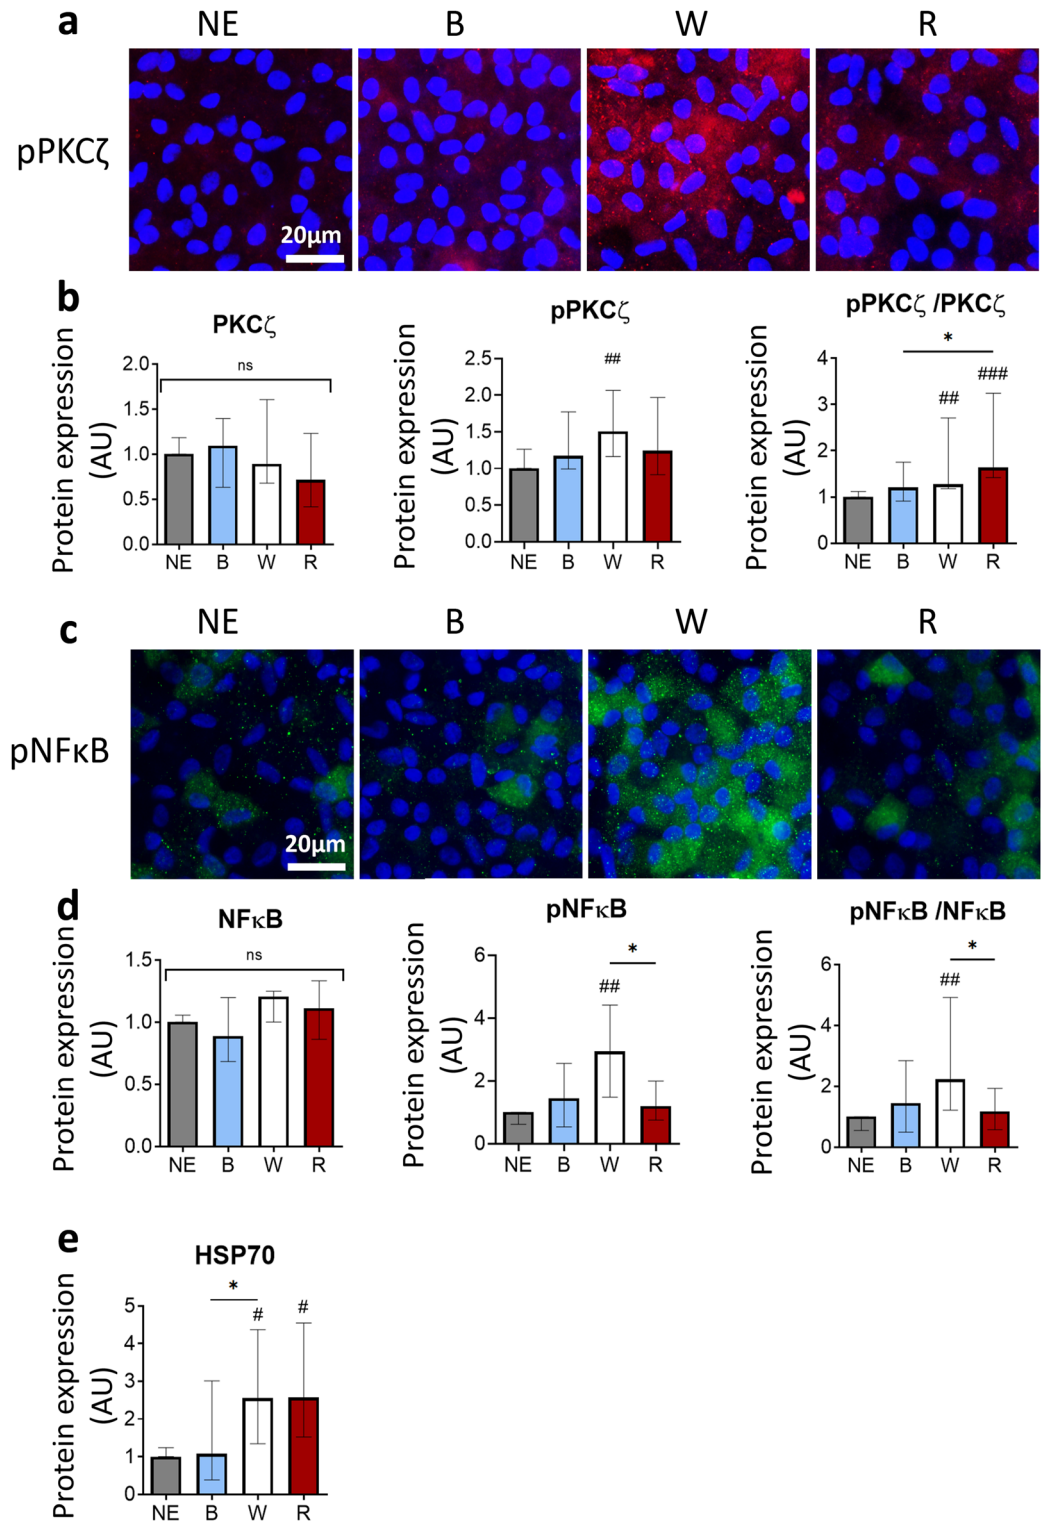 a
NE B W R
pPKCζ
20µm
b
PKCζ
Protein expression
(AU)
ns
2.0
1.5
1.0
0.5
0.0
NE B W R
pPKCζ
Protein expression
(AU)
##
2.5
2.0
1.5
1.0
0.5
0.0
NE B W R
pPKCζ /PKCζ
Protein expression
(AU)
*
##
###
4
3
2
1
0
NE B W R
c
NE B W R
pNFκB
20µm
d
NFκB
Protein expression
(AU)
ns
1.5
1.0
0.5
0.0
NE B W R
pNFκB
Protein expression
(AU)
*
##
6
4
2
0
NE B W R
pNFκB /NFκB
Protein expression
(AU)
*
##
6
4
2
0
NE B W R
e
HSP70
Protein expression
(AU)
*
#
#
5
4
3
2
1
0
NE B W R